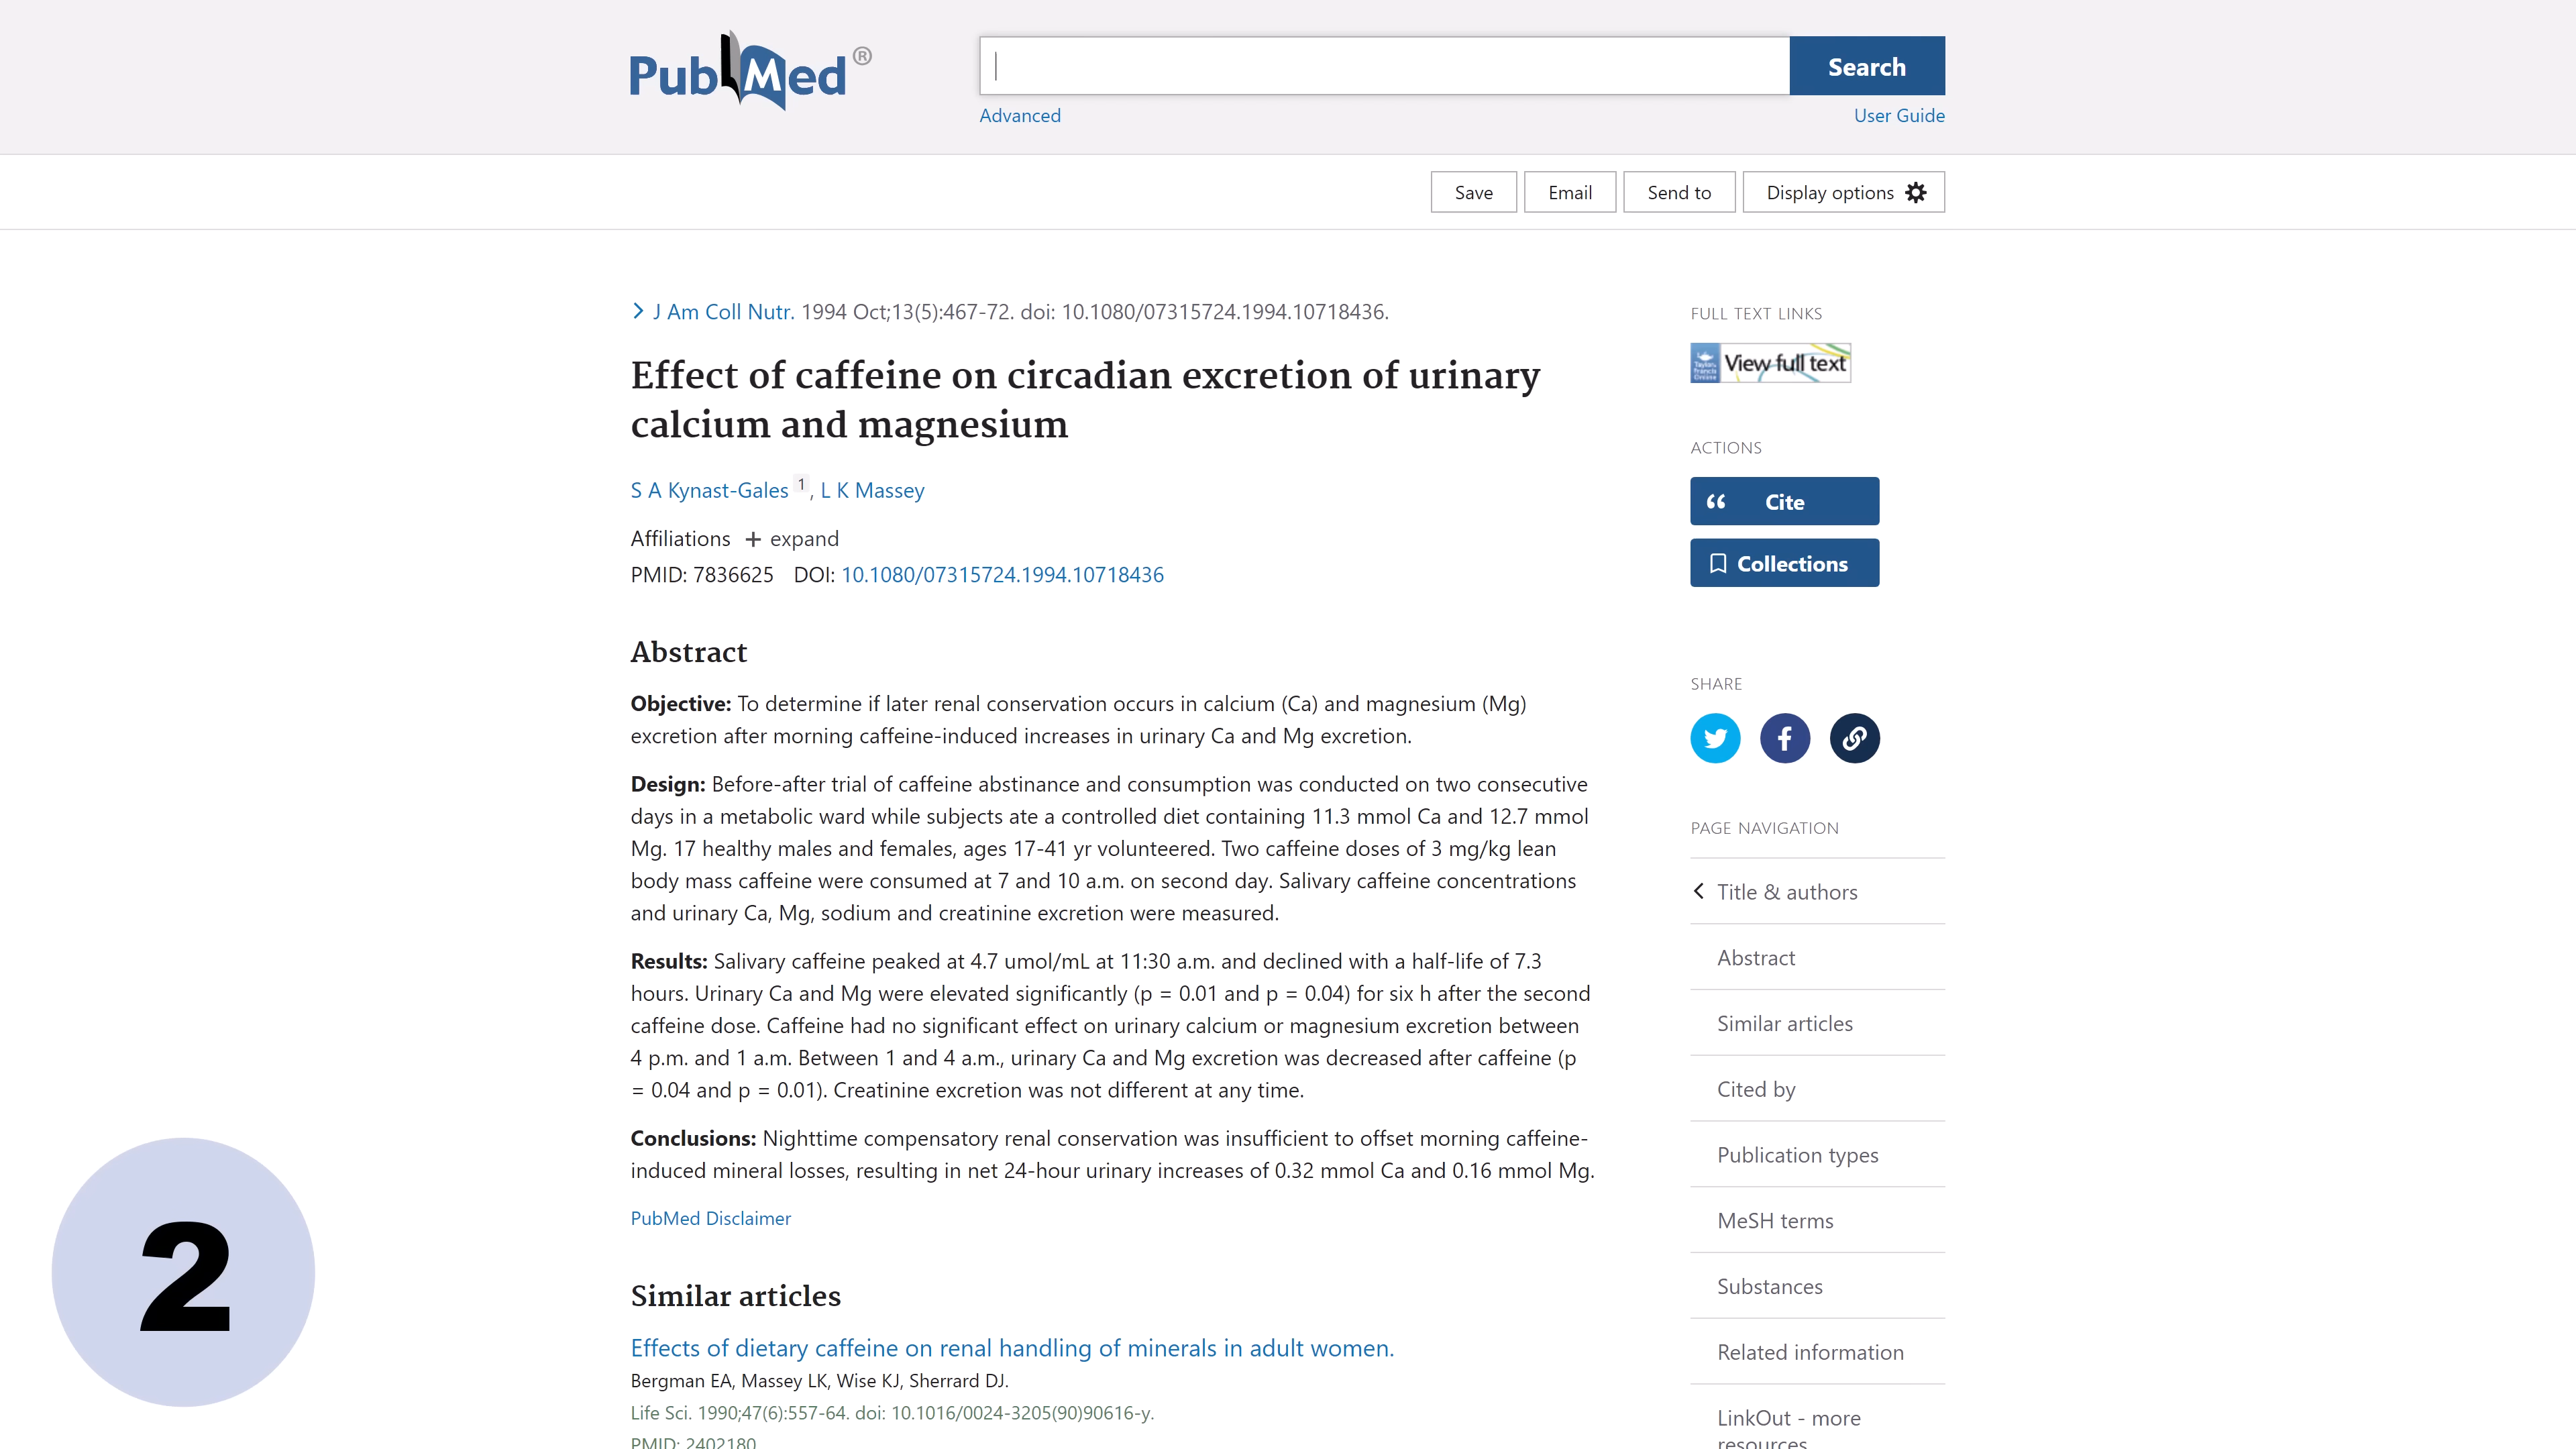 PubMed®
Search
Advanced
User Guide
Save
Email
Send to
Display options
J Am Coll Nutr. 1994 Oct;13(5):467-72. doi: 10.1080/07315724.1994.10718436.
Effect of caffeine on circadian excretion of urinary
calcium and magnesium
S A Kynast-Gales 1, L K Massey
Affiliations + expand
PMID: 7836625 DOI: 10.1080/07315724.1994.10718436
Abstract
Objective: To determine if later renal conservation occurs in calcium (Ca) and magnesium (Mg)
excretion after morning caffeine-induced increases in urinary Ca and Mg excretion.
Design: Before-after trial of caffeine abstinance and consumption was conducted on two consecutive
days in a metabolic ward while subjects ate a controlled diet containing 11.3 mmol Ca and 12.7 mmol
Mg. 17 healthy males and females, ages 17-41 yr volunteered. Two caffeine doses of 3 mg/kg lean
body mass caffeine were consumed at 7 and 10 a.m. on second day. Salivary caffeine concentrations
and urinary Ca, Mg, sodium and creatinine excretion were measured.
Results: Salivary caffeine peaked at 4.7 umol/mL at 11:30 a.m. and declined with a half-life of 7.3
hours. Urinary Ca and Mg were elevated significantly (p = 0.01 and p = 0.04) for six h after the second
caffeine dose. Caffeine had no significant effect on urinary calcium or magnesium excretion between
4 p.m. and 1 a.m. Between 1 and 4 a.m., urinary Ca and Mg excretion was decreased after caffeine (p
= 0.04 and p = 0.01). Creatinine excretion was not different at any time.
Conclusions: Nighttime compensatory renal conservation was insufficient to offset morning caffeine-
induced mineral losses, resulting in net 24-hour urinary increases of 0.32 mmol Ca and 0.16 mmol Mg.
PubMed Disclaimer
Similar articles
Effects of dietary caffeine on renal handling of minerals in adult women.
Bergman EA, Massey LK, Wise KJ, Sherrard DJ.
Life Sci. 1990;47(6):557-64. doi: 10.1016/0024-3205(90)90616-y.
PMID: 2402180
FULL TEXT LINKS
Taylor & Francis Online
View full text
ACTIONS
Cite
Collections
SHARE
PAGE NAVIGATION
Title & authors
Abstract
Similar articles
Cited by
Publication types
MeSH terms
Substances
Related information
LinkOut - more
resources
2